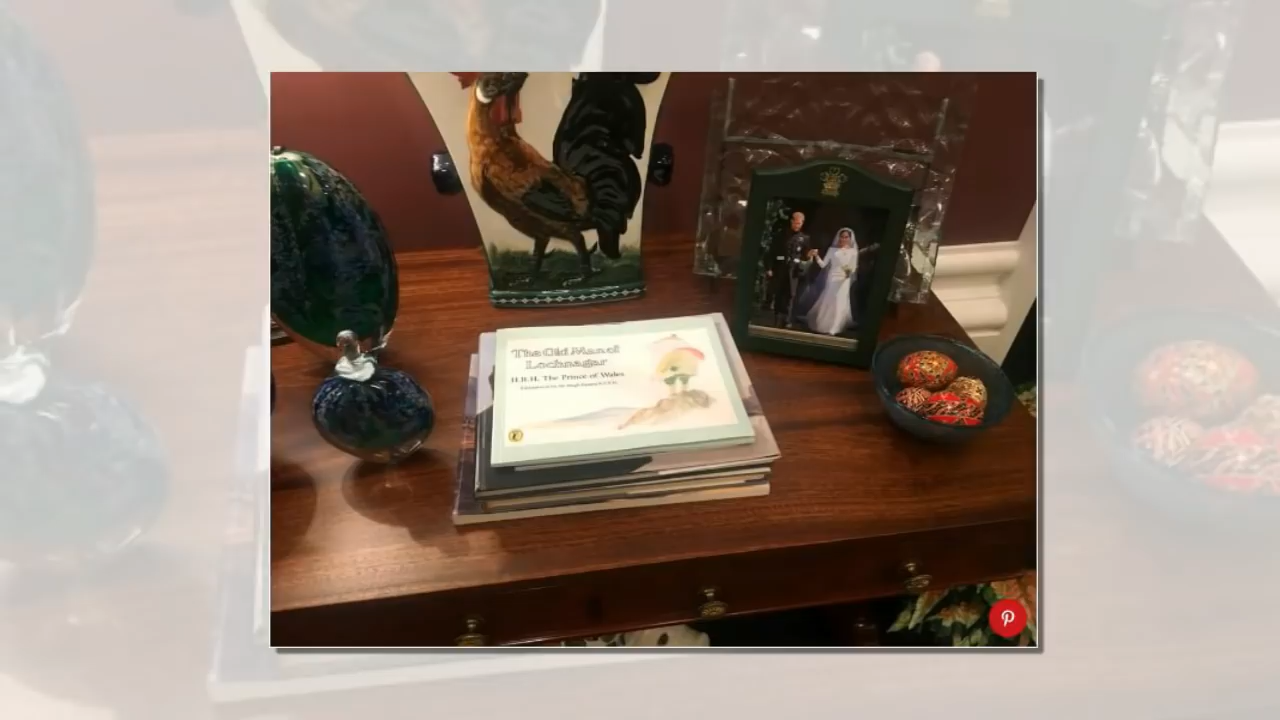 The Old Man of
Lochnagar
H.R.H. The Prince of Wales